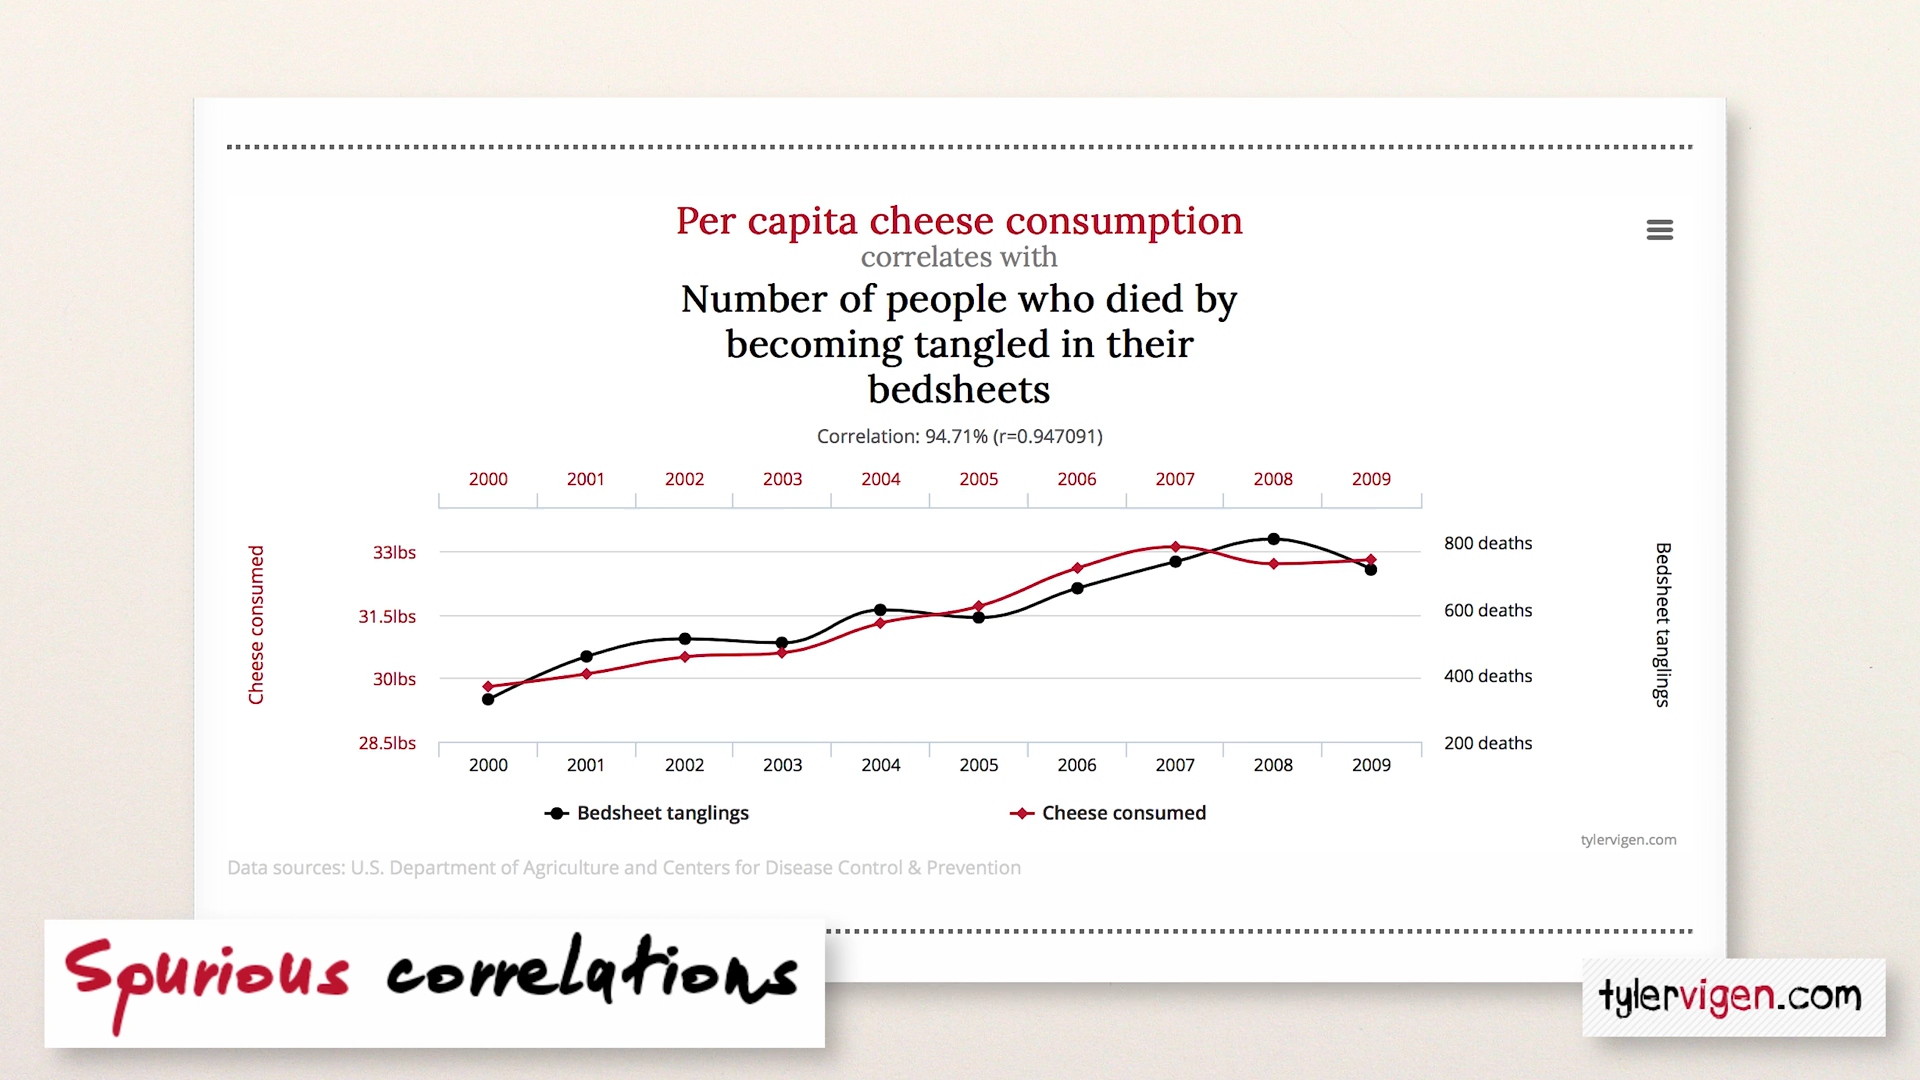 Per capita cheese consumption
correlates with
Number of people who died by
becoming tangled in their
bedsheets
Correlation: 94.71% (r=0.947091)
2000 2001 2002 2003 2004 2005 2006 2007 2008 2009
Cheese consumed
33lbs
31.5lbs
30lbs
28.5lbs
800 deaths
600 deaths
400 deaths
200 deaths
Bedsheet tanglings
2000 2001 2002 2003 2004 2005 2006 2007 2008 2009
Bedsheet tanglings Cheese consumed
tylervigen.com
Data sources: U.S. Department of Agriculture and Centers for Disease Control & Prevention
Spurious correlations
tylervigen.com